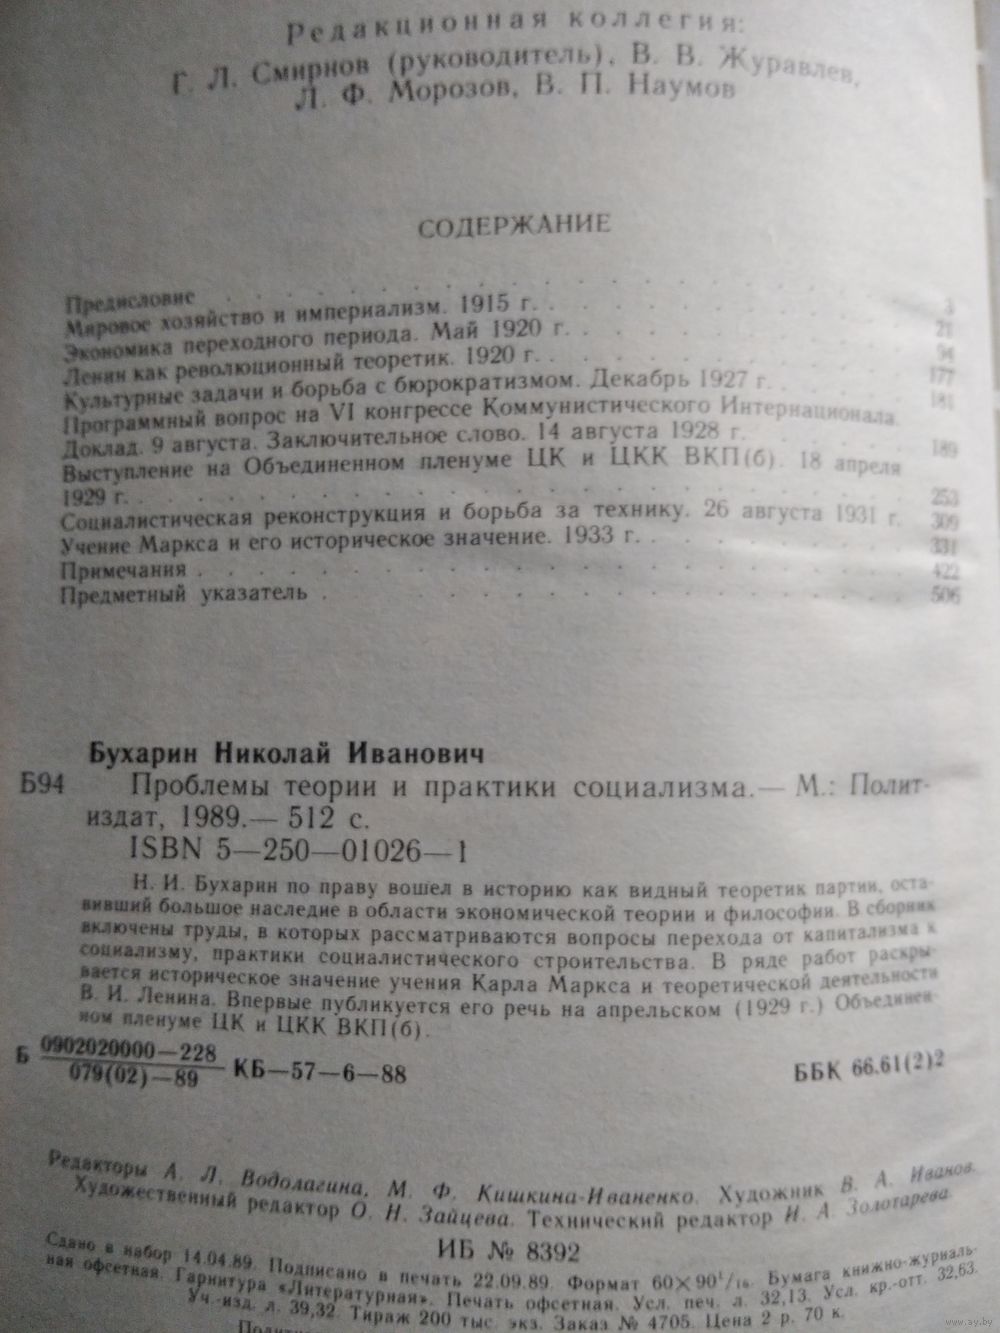 Редакционная коллегия:
Г. Л. Смирнов (руководитель), В. В. Журавлев,
Л. Ф. Морозов, В. П. Наумов
СОДЕРЖАНИЕ
Предисловие . . . . . . . . . . . . . . . . 3
Мировое хозяйство и империализм. 1915 г. . . . . . . . . 21
Экономика переходного периода. Май 1920 г. . . . . . . . 94
Ленин как революционный теоретик. 1920 г. . . . . . . . 177
Культурные задачи и борьба с бюрократизмом. Декабрь 1927 г. . . . 181
Программный вопрос на VI конгрессе Коммунистического Интернационала.
Доклад. 9 августа. Заключительное слово. 14 августа 1928 г. . . . . 189
Выступление на Объединенном пленуме ЦК и ЦКК ВКП(б). 18 апреля
1929 г. . . . . . . . . . . . . . . . . . 253
Социалистическая реконструкция и борьба за технику. 26 августа 1931 г. 309
Учение Маркса и его историческое значение. 1933 г. . . . . . . 331
Примечания . . . . . . . . . . . . . . . . 422
Предметный указатель . . . . . . . . . . . . . 506
Бухарин Николай Иванович
Б94 Проблемы теории и практики социализма.— М.: Полит-
издат, 1989.— 512 с.
ISBN 5—250—01026—1
Н. И. Бухарин по праву вошел в историю как видный теоретик партии, оста-
вивший большое наследие в области экономической теории и философии. В сборник
включены труды, в которых рассматриваются вопросы перехода от капитализма к
социализму, практики социалистического строительства. В ряде работ раскры-
вается историческое значение учения Карла Маркса и теоретической деятельности
В. И. Ленина. Впервые публикуется его речь на апрельском (1929 г.) Объединен-
ном пленуме ЦК и ЦКК ВКП(б).
Б 0902020000—228
079(02)—89 КБ—57—6—88
ББК 66.61(2)2
Редакторы А. Л. Водолагина, М. Ф. Кишкина-Иваненко. Художник В. А. Иванов.
Художественный редактор О. Н. Зайцева. Технический редактор И. А. Золотарева.
ИБ № 8392
Сдано в набор 14.04.89. Подписано в печать 22.09.89. Формат 60×90¹/₁₆. Бумага книжно-журналь-
ная офсетная. Гарнитура «Литературная». Печать офсетная. Усл. печ. л. 32,13. Усл. кр.-отт. 32,63.
Уч.-изд. л. 39,32. Тираж 200 тыс. экз. Заказ № 4705. Цена 2 р. 70 к.
www.ay.by